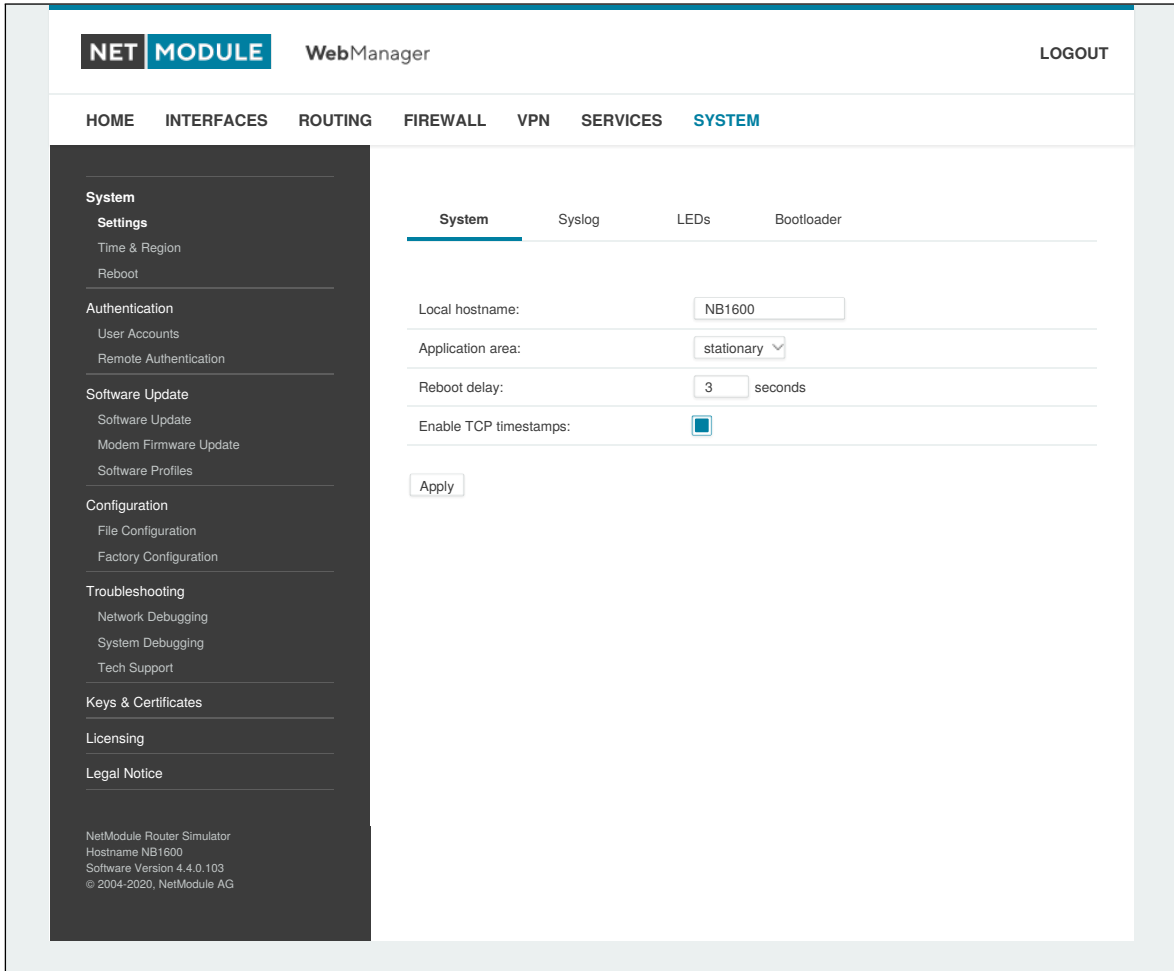 NET MODULE WebManager LOGOUT
HOME INTERFACES ROUTING FIREWALL VPN SERVICES SYSTEM
System
Settings
Time & Region
Reboot
Authentication
User Accounts
Remote Authentication
Software Update
Software Update
Modem Firmware Update
Software Profiles
Configuration
File Configuration
Factory Configuration
Troubleshooting
Network Debugging
System Debugging
Tech Support
Keys & Certificates
Licensing
Legal Notice
NetModule Router Simulator
Hostname NB1600
Software Version 4.4.0.103
© 2004-2020, NetModule AG
System Syslog LEDs Bootloader
Local hostname: NB1600
Application area: stationary
Reboot delay: 3 seconds
Enable TCP timestamps:
Apply